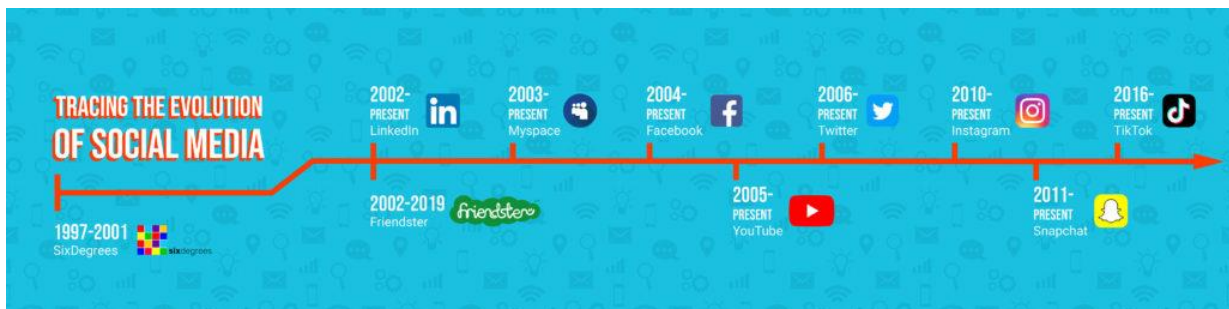 TRACING THE EVOLUTION
OF SOCIAL MEDIA
1997-2001
SixDegrees
sixdegrees
2002-
PRESENT
LinkedIn
in
2002-2019
Friendster
friendster
2003-
PRESENT
Myspace
2004-
PRESENT
Facebook
f
2005-
PRESENT
YouTube
2006-
PRESENT
Twitter
2010-
PRESENT
Instagram
2011-
PRESENT
Snapchat
2016-
PRESENT
TikTok